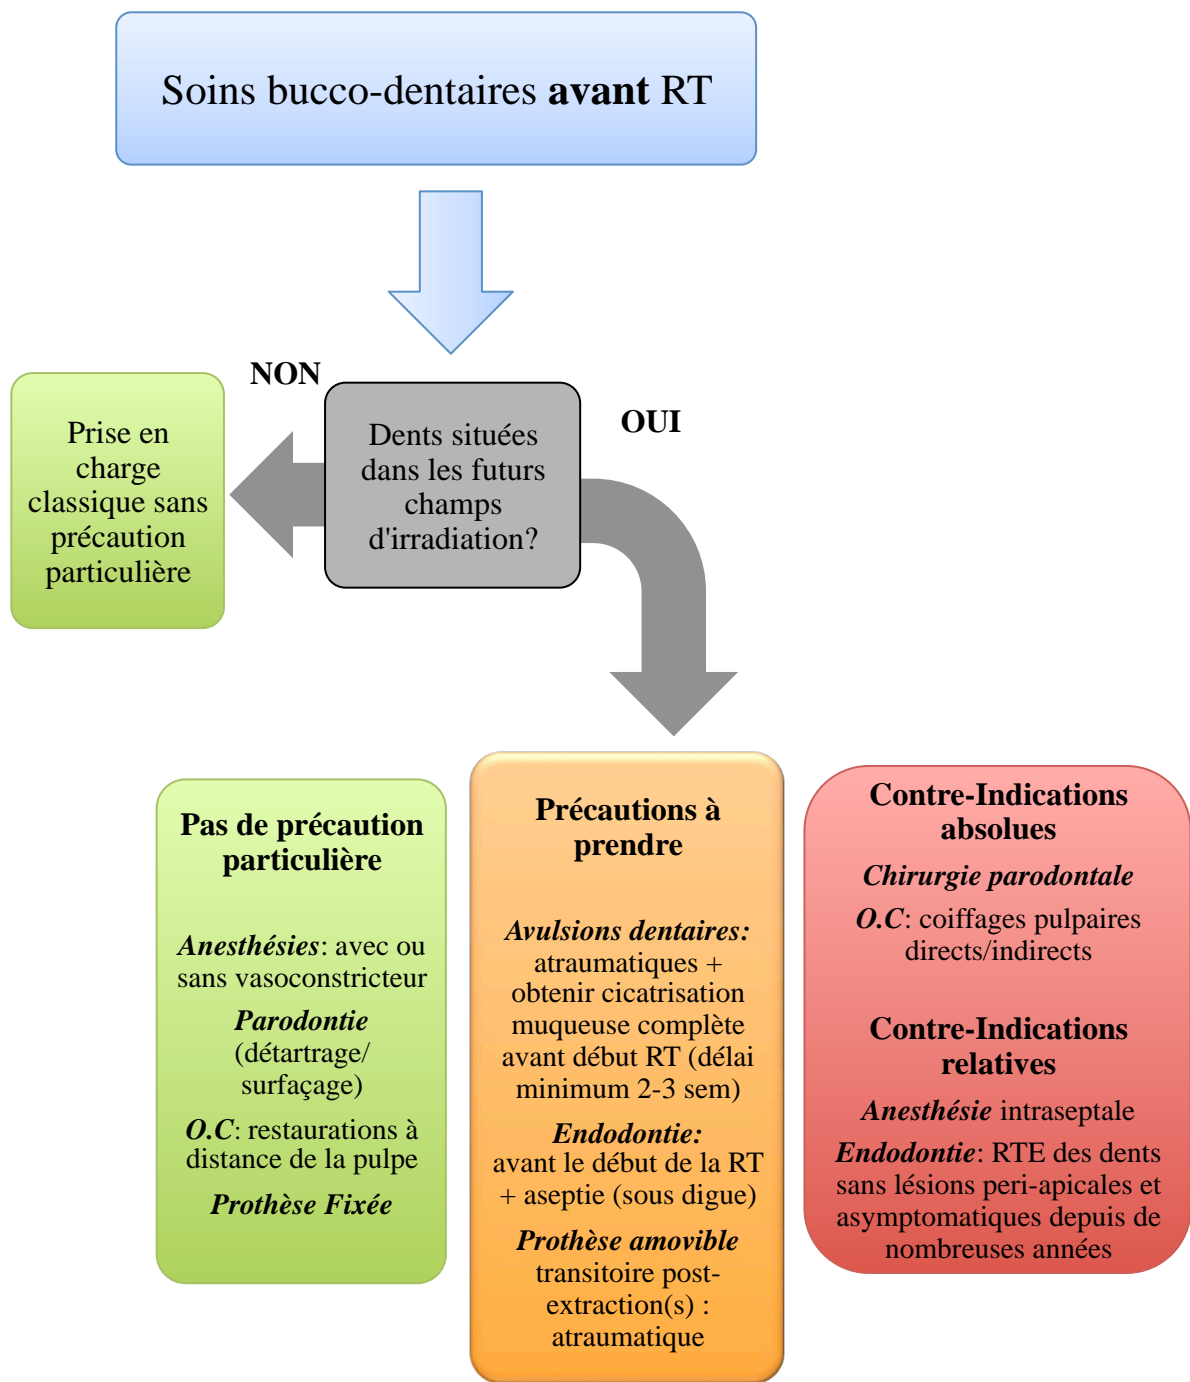 Soins bucco-dentaires avant RT
NON
OUI
Prise en
charge
classique sans
précaution
particulière
Dents situées
dans les futurs
champs
d'irradiation?
Pas de précaution
particulière
Anesthésies: avec ou
sans vasoconstricteur
Parodontie
(détartrage/
surfaçage)
O.C: restaurations à
distance de la pulpe
Prothèse Fixée
Précautions à
prendre
Avulsions dentaires:
atraumatiques +
obtenir cicatrisation
muqueuse complète
avant début RT (délai
minimum 2-3 sem)
Endodontie:
avant le début de la RT
+ aseptie (sous digue)
Prothèse amovible
transitoire post-
extraction(s) :
atraumatique
Contre-Indications
absolues
Chirurgie parodontale
O.C: coiffages pulpaires
directs/indirects
Contre-Indications
relatives
Anesthésie intraseptale
Endodontie: RTE des dents
sans lésions peri-apicales et
asymptomatiques depuis de
nombreuses années